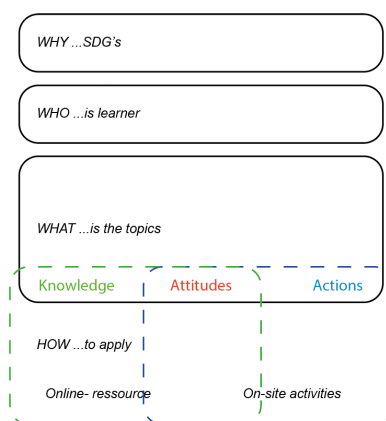 WHY ...SDG's
WHO ...is learner
WHAT ...is the topics
Knowledge Attitudes Actions
HOW ...to apply
Online- ressource On-site activities